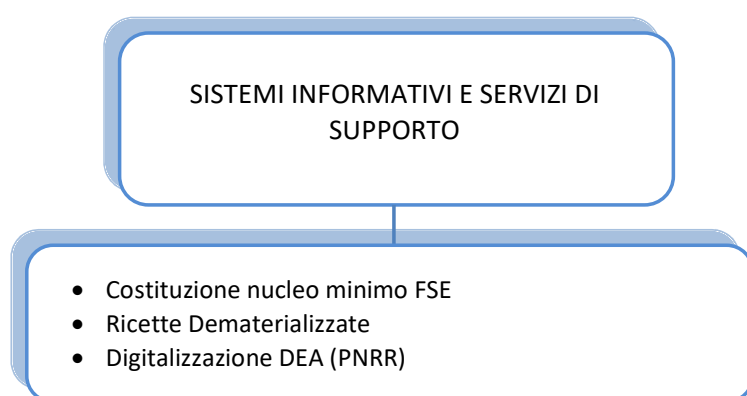 SISTEMI INFORMATIVI E SERVIZI DI
SUPPORTO
• Costituzione nucleo minimo FSE
• Ricette Dematerializzate
• Digitalizzazione DEA (PNRR)